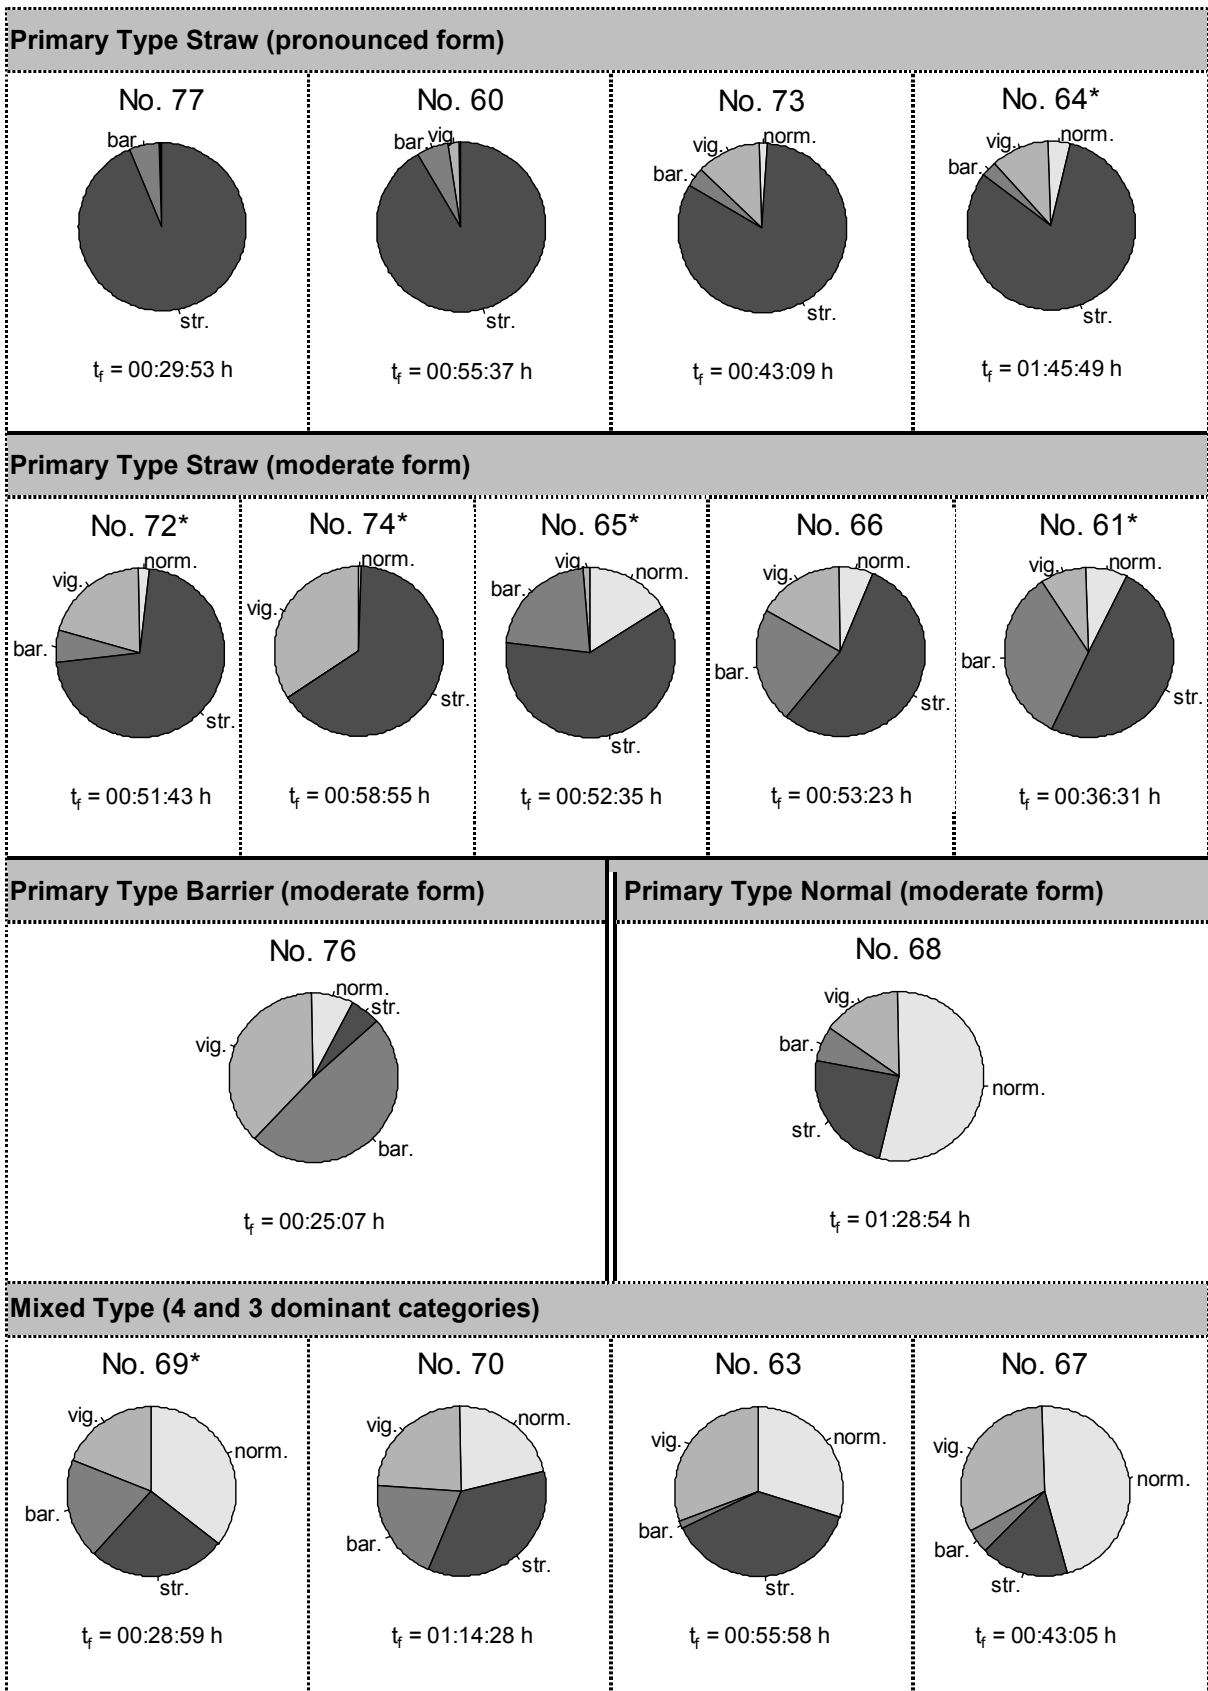 Primary Type Straw (pronounced form)
No. 77 No. 60 No. 73 No. 64*
bar. str.
bar. vig. str.
norm. vig. bar. str.
norm. vig. bar. str.
tf = 00:29:53 h tf = 00:55:37 h tf = 00:43:09 h tf = 01:45:49 h
Primary Type Straw (moderate form)
No. 72* No. 74* No. 65* No. 66 No. 61*
norm. vig. bar. str.
norm. vig. str.
vig. norm. bar. str.
norm. vig. bar. str.
norm. vig. bar. str.
tf = 00:51:43 h tf = 00:58:55 h tf = 00:52:35 h tf = 00:53:23 h tf = 00:36:31 h
Primary Type Barrier (moderate form) Primary Type Normal (moderate form)
No. 76 No. 68
norm. str. vig. bar.
vig. bar. norm. str.
tf = 00:25:07 h tf = 01:28:54 h
Mixed Type (4 and 3 dominant categories)
No. 69* No. 70 No. 63 No. 67
vig. norm. bar. str.
vig. norm. bar. str.
vig. norm. bar. str.
vig. norm. bar. str.
tf = 00:28:59 h tf = 01:14:28 h tf = 00:55:58 h tf = 00:43:05 h